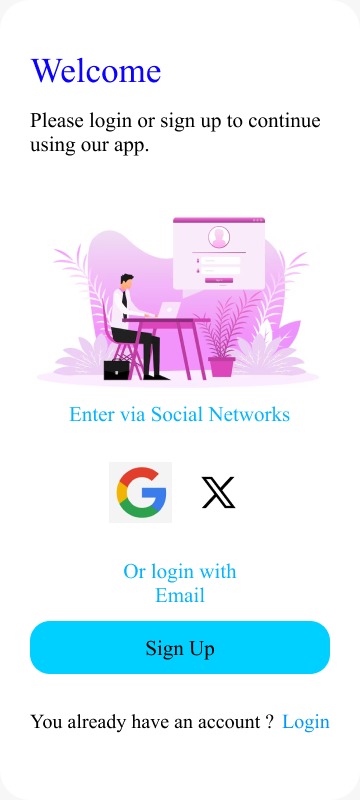 Welcome
Please login or sign up to continue
using our app.
Enter via Social Networks
Or login with
Email
Sign Up
You already have an account ? Login